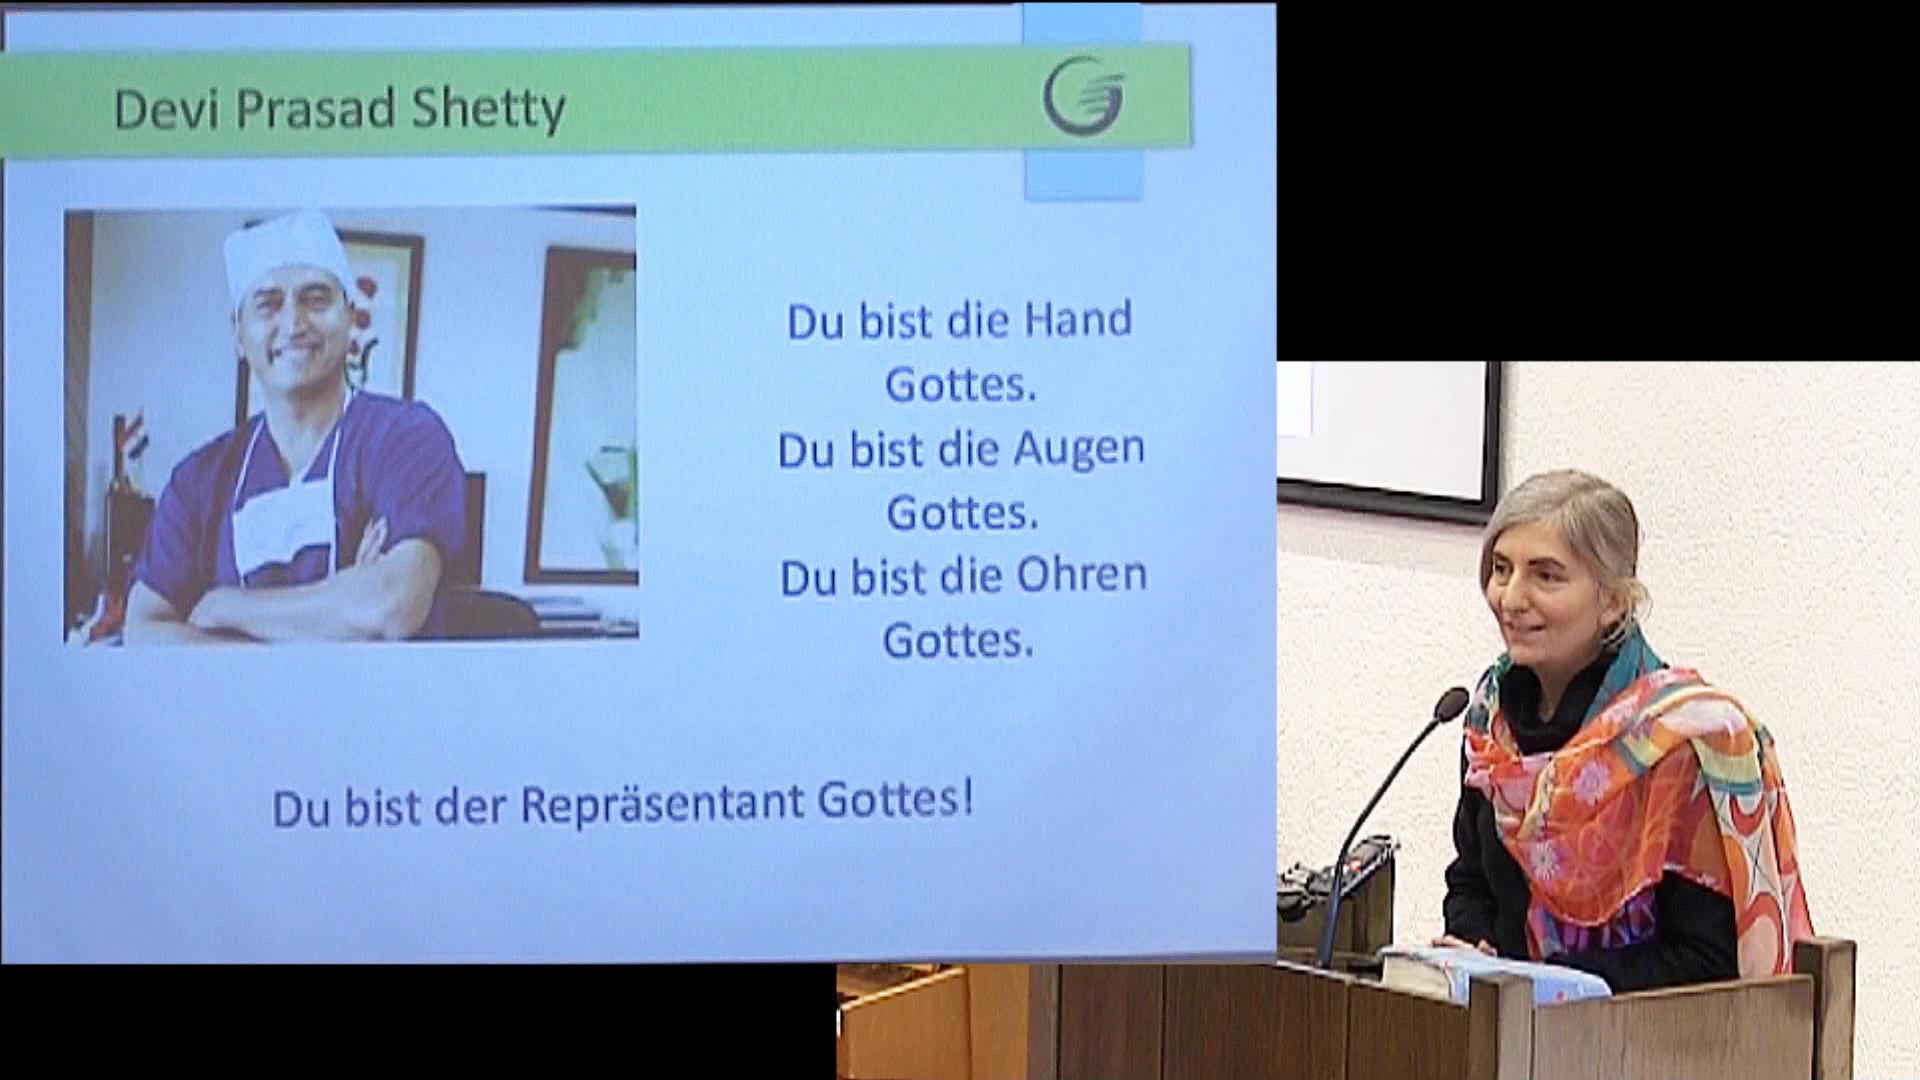 Devi Prasad Shetty
Du bist die Hand
Gottes.
Du bist die Augen
Gottes.
Du bist die Ohren
Gottes.
Du bist der Repräsentant Gottes!